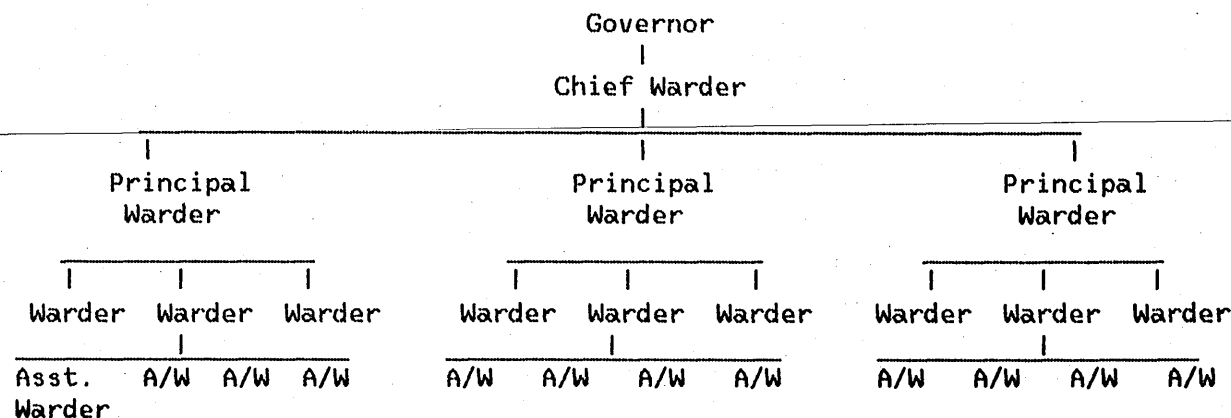 Governor
Chief Warder
Principal Principal Principal
Warder Warder Warder
Warder Warder Warder Warder Warder Warder Warder Warder Warder
Asst. A/W A/W A/W A/W A/W A/W A/W A/W A/W A/W A/W
Warder